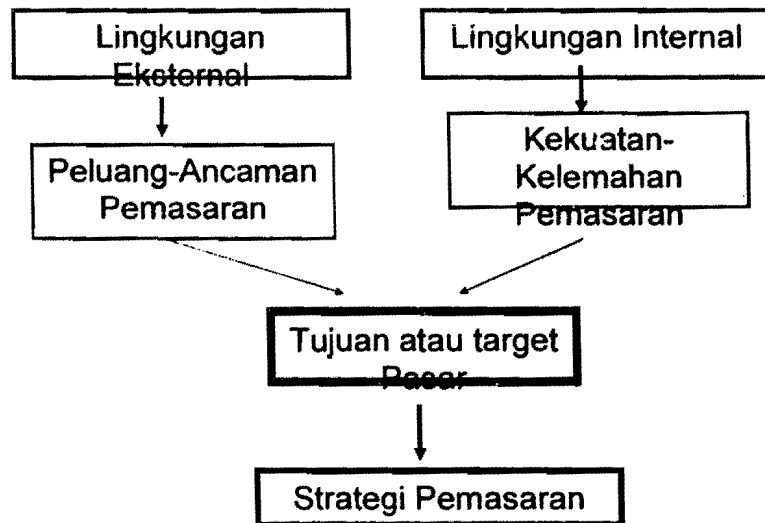 Lingkungan
Eksternal
Lingkungan Internal
Peluang-Ancaman
Pemasaran
Kekuatan-
Kelemahan
Pemasaran
Tujuan atau target
Pasar
Strategi Pemasaran